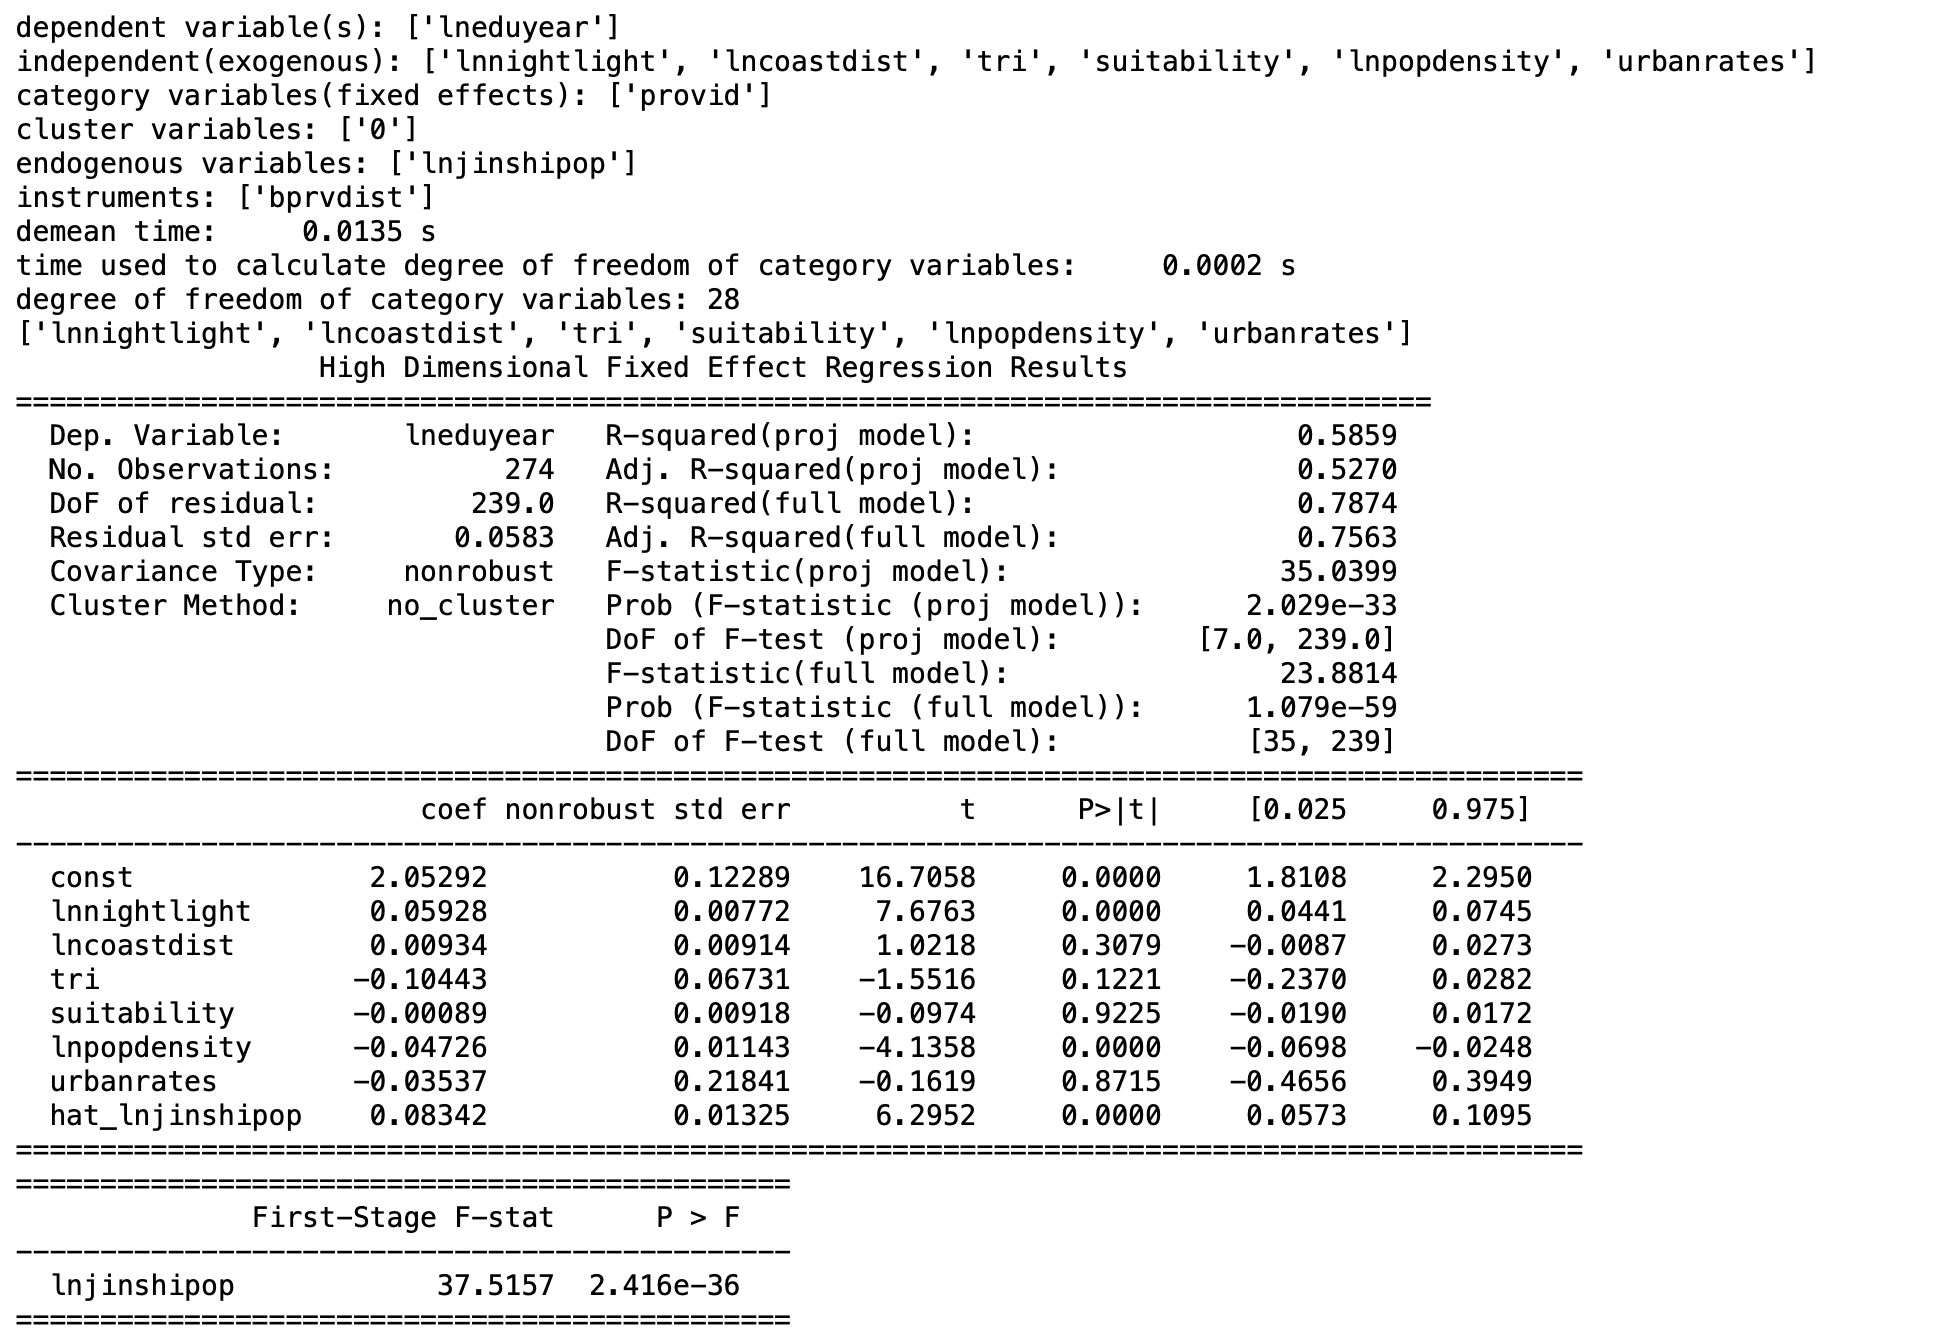 dependent variable(s): ['lneduyear']
independent(exogenous): ['lnnightlight', 'lncoastdist', 'tri', 'suitability', 'lnpopdensity', 'urbanrates']
category variables(fixed effects): ['provid']
cluster variables: ['0']
endogenous variables: ['lnjinshipop']
instruments: ['bprvdist']
demean time:     0.0135 s
time used to calculate degree of freedom of category variables:     0.0002 s
degree of freedom of category variables: 28
['lnnightlight', 'lncoastdist', 'tri', 'suitability', 'lnpopdensity', 'urbanrates']
                  High Dimensional Fixed Effect Regression Results
====================================================================================
  Dep. Variable:       lneduyear   R-squared(proj model):                   0.5859
  No. Observations:          274   Adj. R-squared(proj model):              0.5270
  DoF of residual:         239.0   R-squared(full model):                   0.7874
  Residual std err:       0.0583   Adj. R-squared(full model):              0.7563
  Covariance Type:     nonrobust   F-statistic(proj model):                35.0399
  Cluster Method:     no_cluster   Prob (F-statistic (proj model)):      2.029e-33
                                   DoF of F-test (proj model):        [7.0, 239.0]
                                   F-statistic(full model):                23.8814
                                   Prob (F-statistic (full model)):      1.079e-59
                                   DoF of F-test (full model):           [35, 239]
=============================================================================================
                        coef nonrobust std err          t      P>|t|     [0.025     0.975]
---------------------------------------------------------------------------------------------
  const              2.05292           0.12289    16.7058     0.0000     1.8108     2.2950
  lnnightlight       0.05928           0.00772     7.6763     0.0000     0.0441     0.0745
  lncoastdist        0.00934           0.00914     1.0218     0.3079    -0.0087     0.0273
  tri               -0.10443           0.06731    -1.5516     0.1221    -0.2370     0.0282
  suitability       -0.00089           0.00918    -0.0974     0.9225    -0.0190     0.0172
  lnpopdensity      -0.04726           0.01143    -4.1358     0.0000    -0.0698    -0.0248
  urbanrates        -0.03537           0.21841    -0.1619     0.8715    -0.4656     0.3949
  hat_lnjinshipop    0.08342           0.01325     6.2952     0.0000     0.0573     0.1095
=============================================================================================
==============================================
              First-Stage F-stat      P > F
----------------------------------------------
  lnjinshipop            37.5157  2.416e-36
==============================================